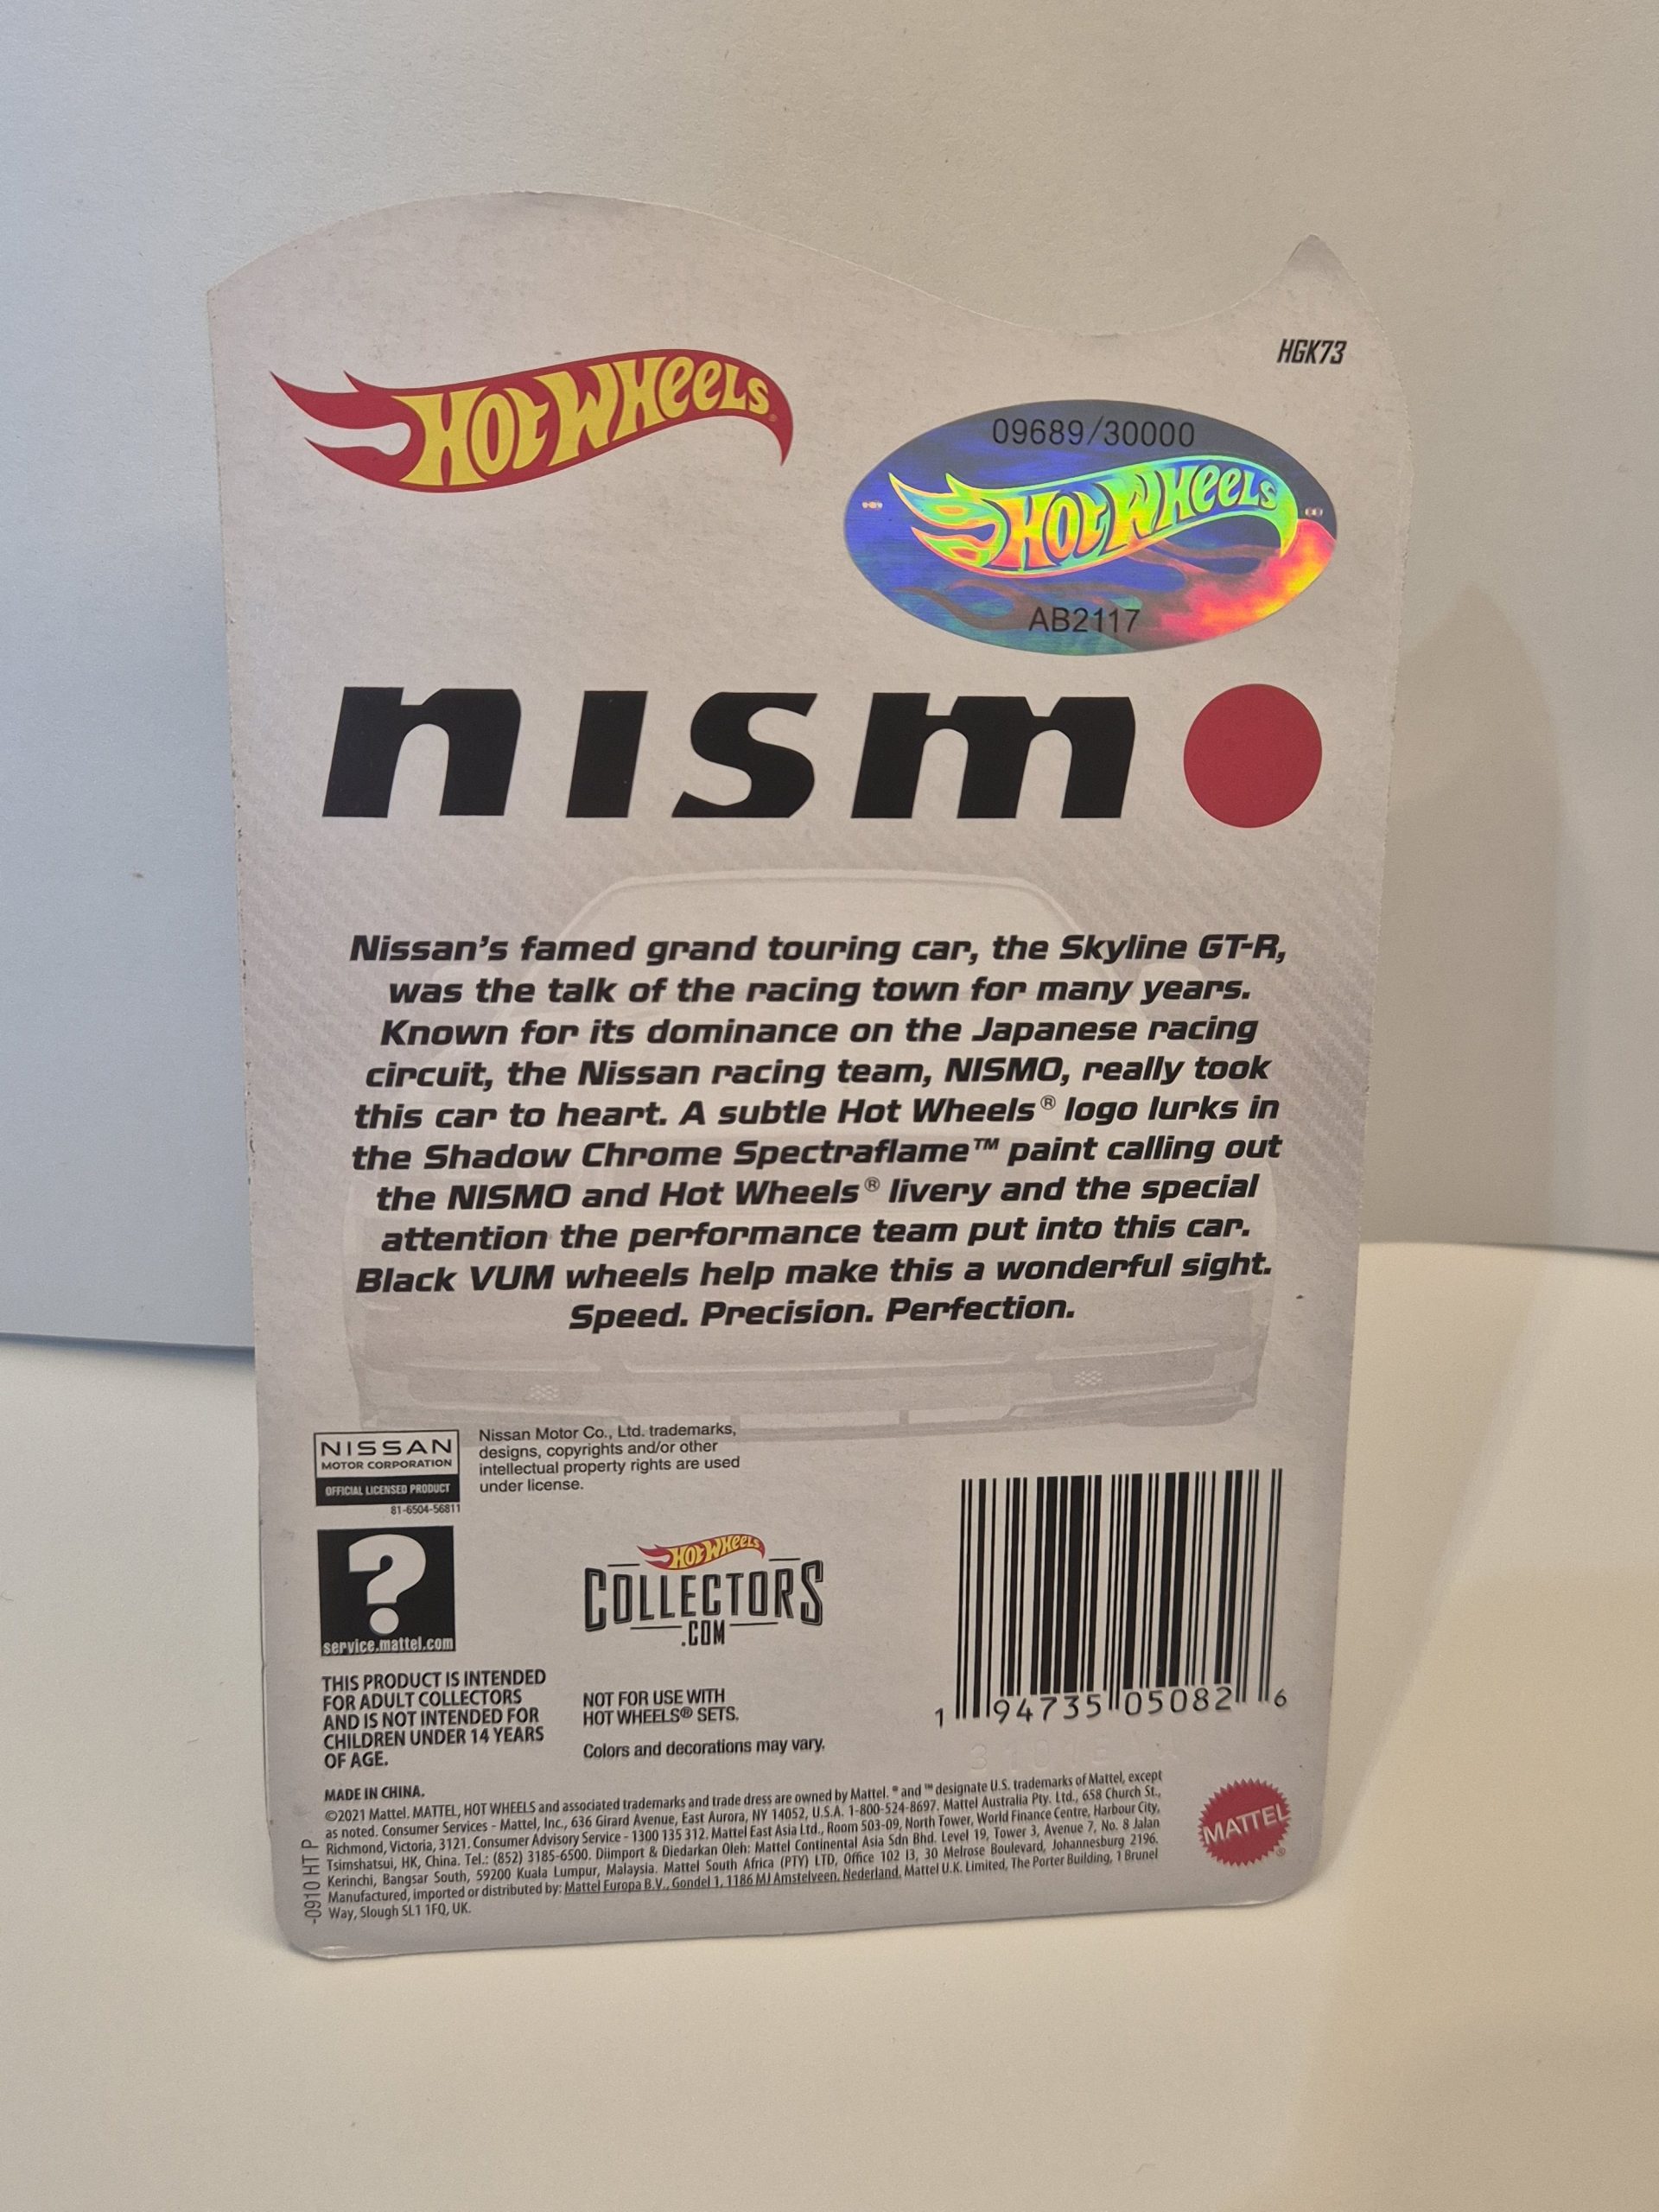 HOT WHEELS
HGK73
09689/30000
HOT WHEELS
AB2117
nismo
Nissan's famed grand touring car, the Skyline GT-R,
was the talk of the racing town for many years.
Known for its dominance on the Japanese racing
circuit, the Nissan racing team, NISMO, really took
this car to heart. A subtle Hot Wheels® logo lurks in
the Shadow Chrome Spectraflame™ paint calling out
the NISMO and Hot Wheels® livery and the special
attention the performance team put into this car.
Black VUM wheels help make this a wonderful sight.
Speed. Precision. Perfection.
NISSAN
MOTOR CORPORATION
OFFICIAL LICENSED PRODUCT
81-6504-56811
Nissan Motor Co., Ltd. trademarks,
designs, copyrights and/or other
intellectual property rights are used
under license.
?
service.mattel.com
HOT WHEELS
COLLECTORS
.COM
THIS PRODUCT IS INTENDED
FOR ADULT COLLECTORS
AND IS NOT INTENDED FOR
CHILDREN UNDER 14 YEARS
OF AGE.
NOT FOR USE WITH
HOT WHEELS® SETS.
Colors and decorations may vary.
1 94735 05082 6
MADE IN CHINA.
©2021 Mattel. MATTEL, HOT WHEELS and associated trademarks and trade dress are owned by Mattel. ® and ™ designate U.S. trademarks of Mattel, except
as noted. Consumer Services - Mattel, Inc., 636 Girard Avenue, East Aurora, NY 14052, U.S.A. 1-800-524-8697. Mattel Australia Pty. Ltd., 658 Church St.,
Richmond, Victoria, 3121. Consumer Advisory Service - 1300 135 312. Mattel East Asia Ltd., Room 503-09, North Tower, World Finance Centre, Harbour City,
Tsimshatsui, HK, China. Tel.: (852) 3185-6500. Diimport & Diedarkan Oleh: Mattel Continental Asia Sdn Bhd. Level 19, Tower 3, Avenue 7, No. 8 Jalan
Kerinchi, Bangsar South, 59200 Kuala Lumpur, Malaysia. Mattel South Africa (PTY) LTD, Office 102 I3, 30 Melrose Boulevard, Johannesburg 2196.
Manufactured, imported or distributed by: Mattel Europa B.V., Gondel 1, 1186 MJ Amstelveen, Nederland. Mattel U.K. Limited, The Porter Building, 1 Brunel
Way, Slough SL1 1FQ, UK.
-0910 HT P
MATTEL®